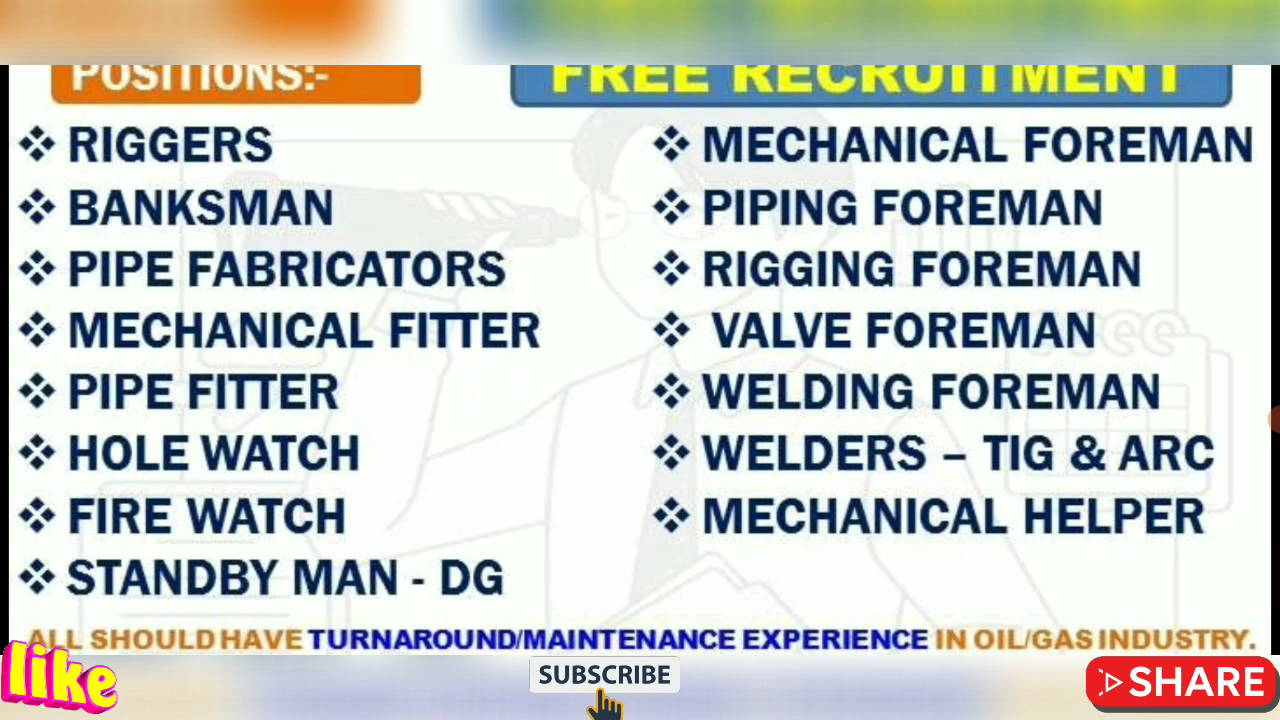 POSITIONS:-
FREE RECRUITMENT
❖ RIGGERS
❖ BANKSMAN
❖ PIPE FABRICATORS
❖ MECHANICAL FITTER
❖ PIPE FITTER
❖ HOLE WATCH
❖ FIRE WATCH
❖ STANDBY MAN - DG
❖ MECHANICAL FOREMAN
❖ PIPING FOREMAN
❖ RIGGING FOREMAN
❖ VALVE FOREMAN
❖ WELDING FOREMAN
❖ WELDERS – TIG & ARC
❖ MECHANICAL HELPER
ALL SHOULD HAVE TURNAROUND/MAINTENANCE EXPERIENCE IN OIL/GAS INDUSTRY.
like
SUBSCRIBE
SHARE